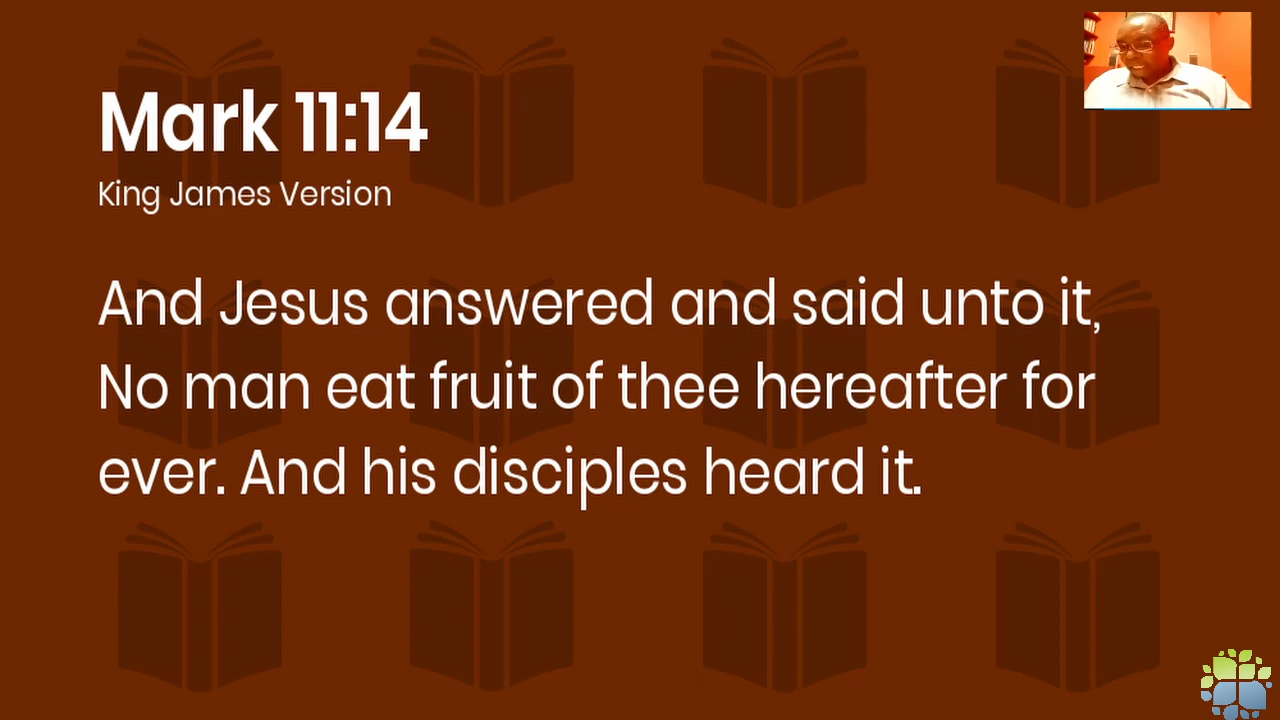 Mark 11:14
King James Version
And Jesus answered and said unto it,
No man eat fruit of thee hereafter for
ever. And his disciples heard it.